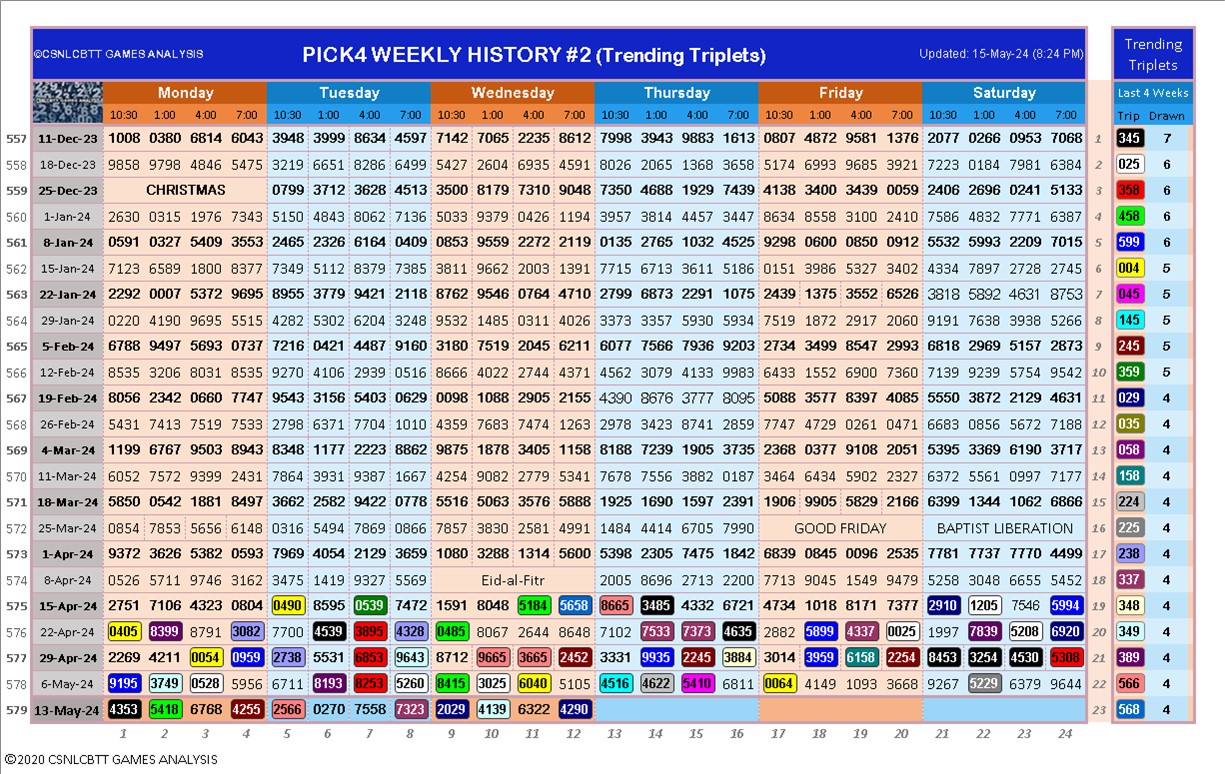 ©CSNLCBTT GAMES ANALYSIS PICK4 WEEKLY HISTORY #2 (Trending Triplets) Updated: 15-May-24 (8:24 PM) Trending Triplets
Monday Tuesday Wednesday Thursday Friday Saturday Last 4 Weeks
10:30 1:00 4:00 7:00 10:30 1:00 4:00 7:00 10:30 1:00 4:00 7:00 10:30 1:00 4:00 7:00 10:30 1:00 4:00 7:00 10:30 1:00 4:00 7:00 Trip Drawn
557 11-Dec-23 1008 0380 6814 6043 3948 3999 8634 4597 7142 7065 2235 8612 7998 3943 9883 1613 0807 4872 9581 1376 2077 0266 0953 7068 1 345 7
558 18-Dec-23 9858 9798 4846 5475 3219 6651 8286 6495 5427 2604 6935 4591 8026 2065 1368 3658 5174 6993 9685 3921 7223 0184 7981 6384 2 025 6
559 25-Dec-23 CHRISTMAS 0799 3712 3628 4513 3500 8179 7310 9048 7350 4688 1929 7439 4138 3400 3439 0059 2406 2696 0241 5133 3 358 6
560 1-Jan-24 2630 0315 1976 7343 5150 4843 8062 7136 5033 9379 0426 1194 3957 3814 4457 3447 8634 8558 3100 2410 7586 4832 7771 6387 4 458 6
561 8-Jan-24 0591 0327 5409 3553 2465 2326 6164 0409 0853 9559 2272 2119 0135 2765 1032 4525 9298 0600 0850 0912 5532 5993 2209 7015 5 599 6
562 15-Jan-24 7123 6589 1800 8377 7349 5112 8379 7385 3811 9662 2003 1391 7715 6713 3611 5186 0151 3986 5327 3402 4334 7897 2728 2745 6 004 5
563 22-Jan-24 2292 0007 5372 9695 8955 3779 9421 2118 8762 9546 0764 4710 2799 6873 2291 1075 2439 1375 3552 6526 3818 5892 4631 8753 7 045 5
564 29-Jan-24 0220 4190 9695 5515 4282 5302 6204 3248 9532 1485 0311 4026 3373 3357 5930 5934 7519 1872 2917 2060 9191 7638 3938 5266 8 145 5
565 5-Feb-24 6788 9497 5693 0737 7216 0421 4487 9160 3180 7519 2045 6211 6077 7566 7936 9203 2734 3499 8547 2993 6818 2969 5157 2873 9 245 5
566 12-Feb-24 8535 3206 8031 8535 9270 4106 2939 0516 8666 4022 2744 4371 4562 3079 4133 9983 6433 1552 6900 7360 7139 9239 5754 9542 10 359 5
567 19-Feb-24 8056 2342 0660 7747 9543 3156 5403 0629 0098 1088 2905 2155 4390 8676 3777 8095 5088 3577 8397 4085 5550 3872 2129 4631 11 029 4
568 26-Feb-24 5431 7413 7519 7533 2798 6371 7704 1010 9359 7683 7474 1263 2978 3423 8741 2859 7747 4729 0261 0471 6683 0856 5672 7188 12 035 4
569 4-Mar-24 1199 6767 9503 8943 8348 1177 2223 8862 9875 1878 3405 1158 8188 7239 1905 3735 2368 0377 9108 2051 5395 3369 6190 3717 13 058 4
570 11-Mar-24 6052 7572 9399 2431 7864 3931 9387 1667 4254 9082 2779 5341 7678 7556 3882 0187 3464 6434 5902 2327 6372 5561 0997 7177 14 158 4
571 18-Mar-24 5850 0542 1881 8497 3662 2582 9422 0778 5516 5063 3576 5888 1925 1690 1597 2391 1906 9905 5829 2166 6399 1344 1062 6866 15 224 4
572 25-Mar-24 0854 7853 5656 6148 0316 5494 7869 0866 7857 3830 2581 4991 1484 4414 6705 7990 GOOD FRIDAY BAPTIST LIBERATION 16 225 4
573 1-Apr-24 9372 3626 5382 0593 7969 4054 2129 3659 1080 3288 1314 5600 5398 2305 7475 1842 6839 0845 0096 2535 7781 7737 7770 4499 17 238 4
574 8-Apr-24 0526 5711 9746 3162 3475 1419 9327 5569 Eid-al-Fitr 2005 8696 2713 2200 7713 9045 1549 9479 5258 3048 6655 5452 18 337 4
575 15-Apr-24 2751 7106 4323 0804 0490 8595 0539 7472 1591 8048 5184 5658 8665 3485 4332 6721 4734 1018 8171 7377 2910 1205 7546 5994 19 348 4
576 22-Apr-24 0405 8399 8791 3082 7700 4539 3895 4328 0485 8067 2644 8648 7102 7533 7373 4635 2882 5899 4337 0025 1997 7839 5208 6920 20 349 4
577 29-Apr-24 2269 4211 0054 0959 2738 5531 6853 9643 8712 9665 3665 2452 3331 9935 2245 3884 3014 3959 6158 2254 8453 3254 4530 5308 21 389 4
578 6-May-24 9195 3749 0528 5956 6711 8193 8253 5260 8415 3025 6040 5105 4516 4622 5410 6811 0064 4149 1093 3668 9267 5229 6379 9644 22 566 4
579 13-May-24 4353 5418 6768 4255 2566 0270 7558 7323 2029 4139 6322 4290 23 568 4
1 2 3 4 5 6 7 8 9 10 11 12 13 14 15 16 17 18 19 20 21 22 23 24
©2020 CSNLCBTT GAMES ANALYSIS